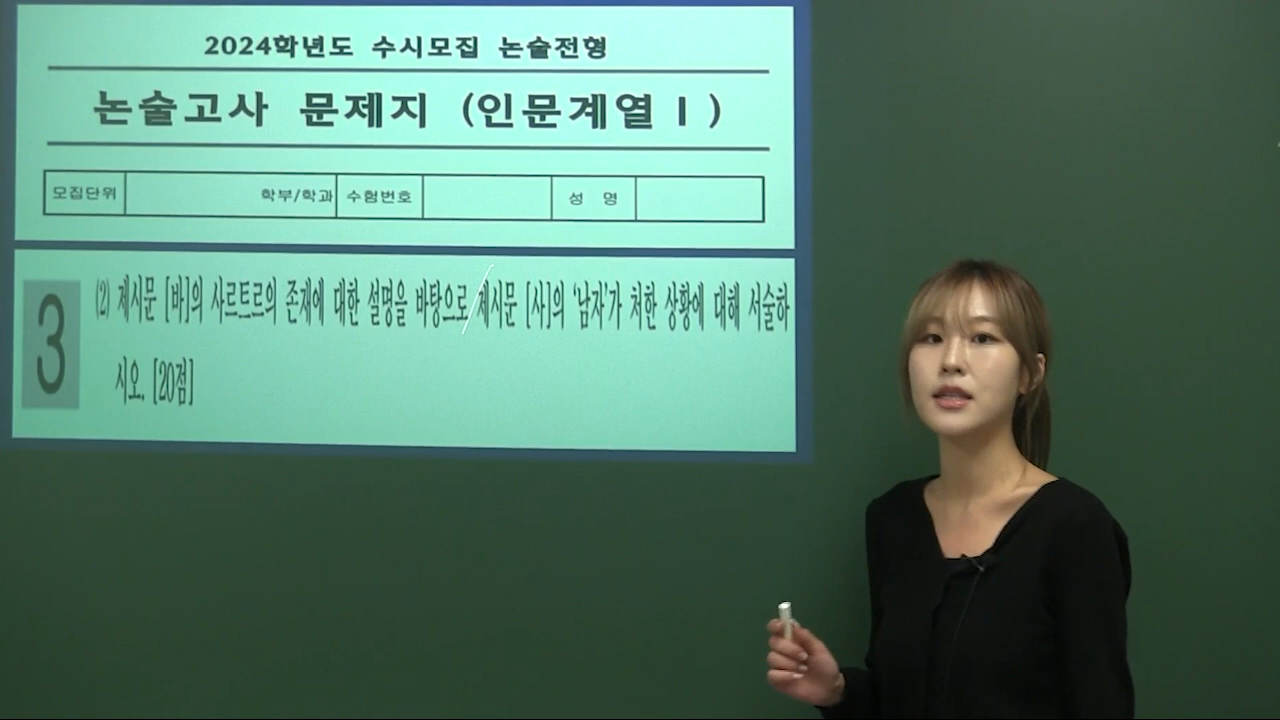 2024학년도 수시모집 논술전형
논술고사 문제지 (인문계열Ⅰ)
모집단위 학부/학과 수험번호 성 명
3 (2) 제시문 [바]의 사르트르의 존재에 대한 설명을 바탕으로 제시문 [사]의 '남자'가 처한 상황에 대해 서술하
시오. [20점]